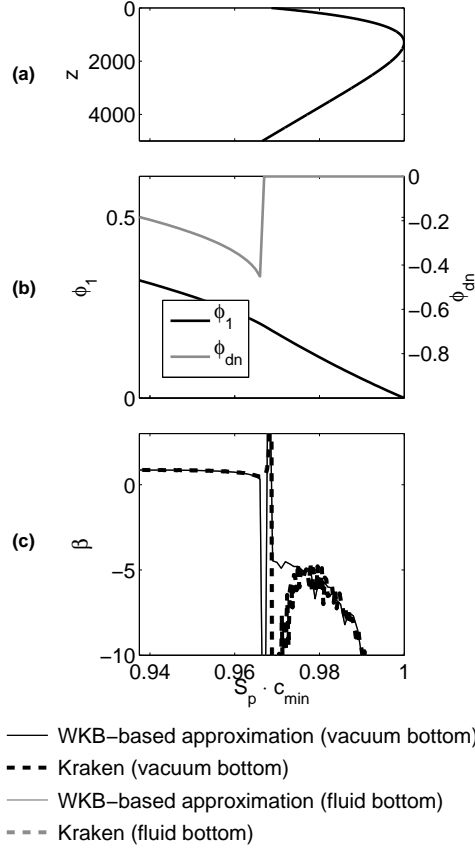 0
2000
4000
z
(a)
0.5
0
ϕ1
0
−0.2
−0.4
−0.6
−0.8
ϕdn
(b)
ϕ1
ϕdn
0
−5
−10
β
(c)
0.94 0.96 0.98 1
Sp · cmin
WKB−based approximation (vacuum bottom)
Kraken (vacuum bottom)
WKB−based approximation (fluid bottom)
Kraken (fluid bottom)